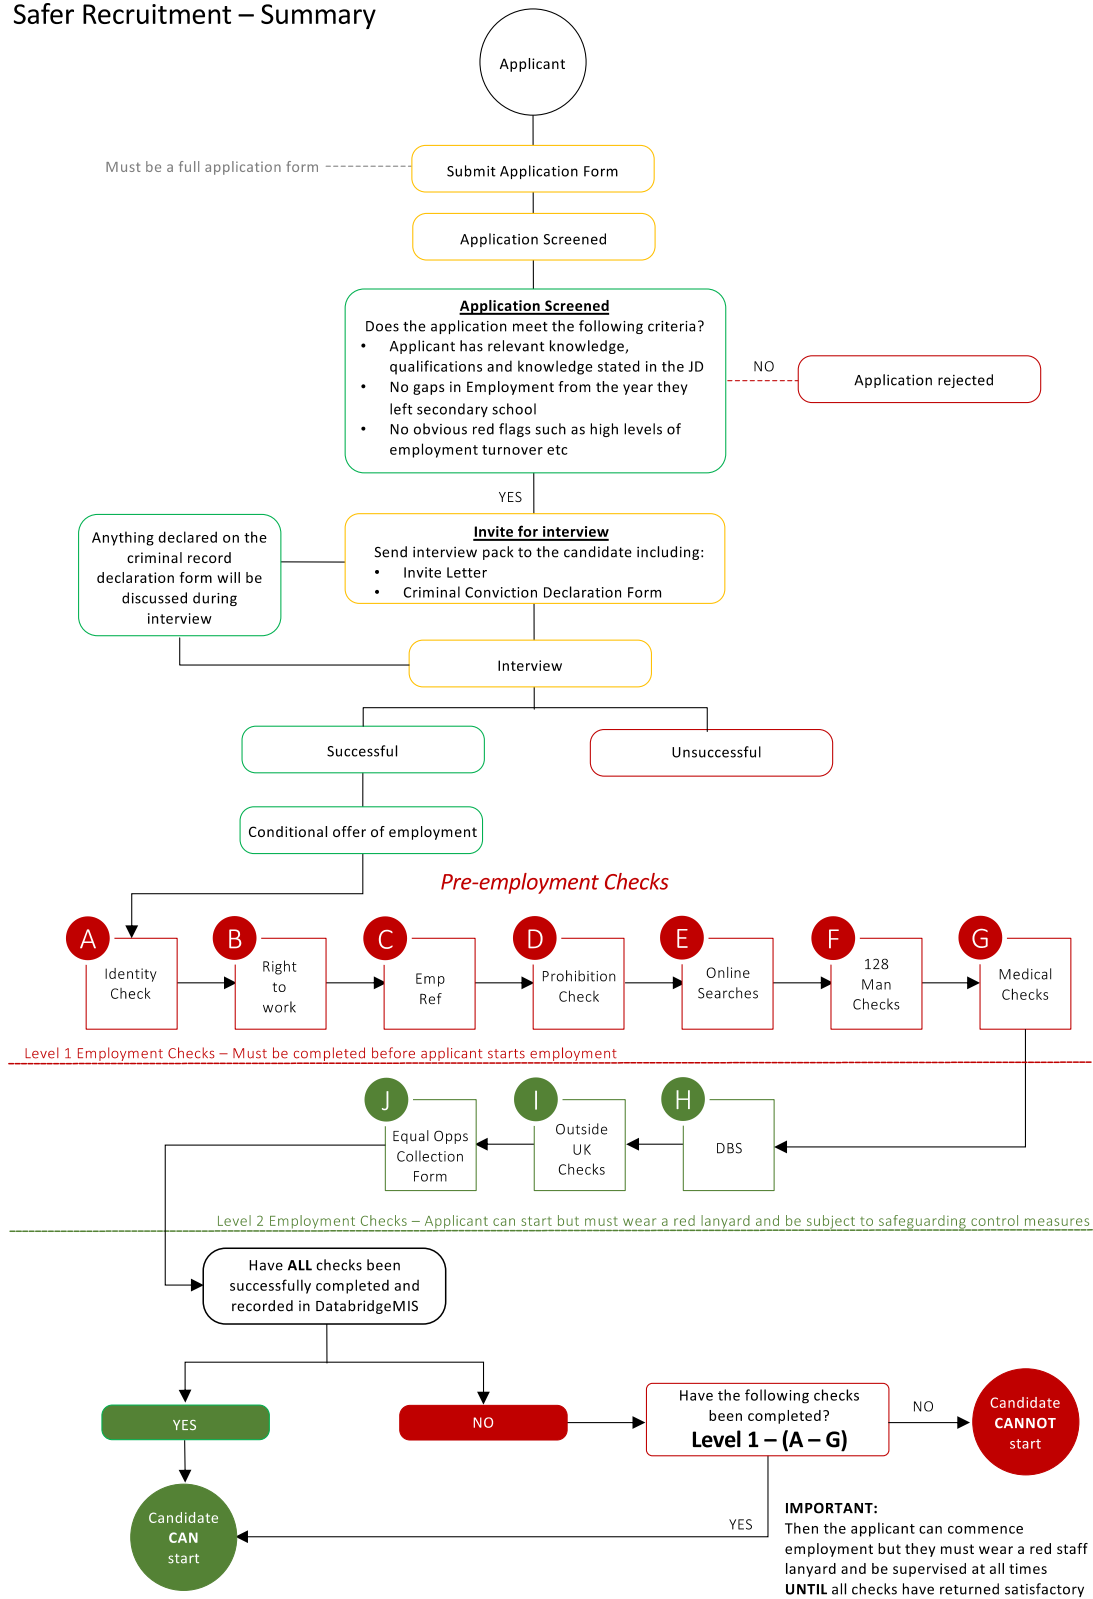 Safer Recruitment – Summary
Applicant
Must be a full application form
Submit Application Form
Application Screened
Application Screened
Does the application meet the following criteria?
• Applicant has relevant knowledge,
qualifications and knowledge stated in the JD
• No gaps in Employment from the year they
left secondary school
• No obvious red flags such as high levels of
employment turnover etc
NO
Application rejected
YES
Anything declared on the
criminal record
declaration form will be
discussed during
interview
Invite for interview
Send interview pack to the candidate including:
• Invite Letter
• Criminal Conviction Declaration Form
Interview
Successful
Unsuccessful
Conditional offer of employment
Pre-employment Checks
A
Identity
Check
B
Right
to
work
C
Emp
Ref
D
Prohibition
Check
E
Online
Searches
F
128
Man
Checks
G
Medical
Checks
Level 1 Employment Checks – Must be completed before applicant starts employment
J
Equal Opps
Collection
Form
I
Outside
UK
Checks
H
DBS
Level 2 Employment Checks – Applicant can start but must wear a red lanyard and be subject to safeguarding control measures
Have ALL checks been
successfully completed and
recorded in DatabridgeMIS
YES
NO
Have the following checks
been completed?
Level 1 – (A – G)
NO
Candidate
CANNOT
start
Candidate
CAN
start
YES
IMPORTANT:
Then the applicant can commence
employment but they must wear a red staff
lanyard and be supervised at all times
UNTIL all checks have returned satisfactory